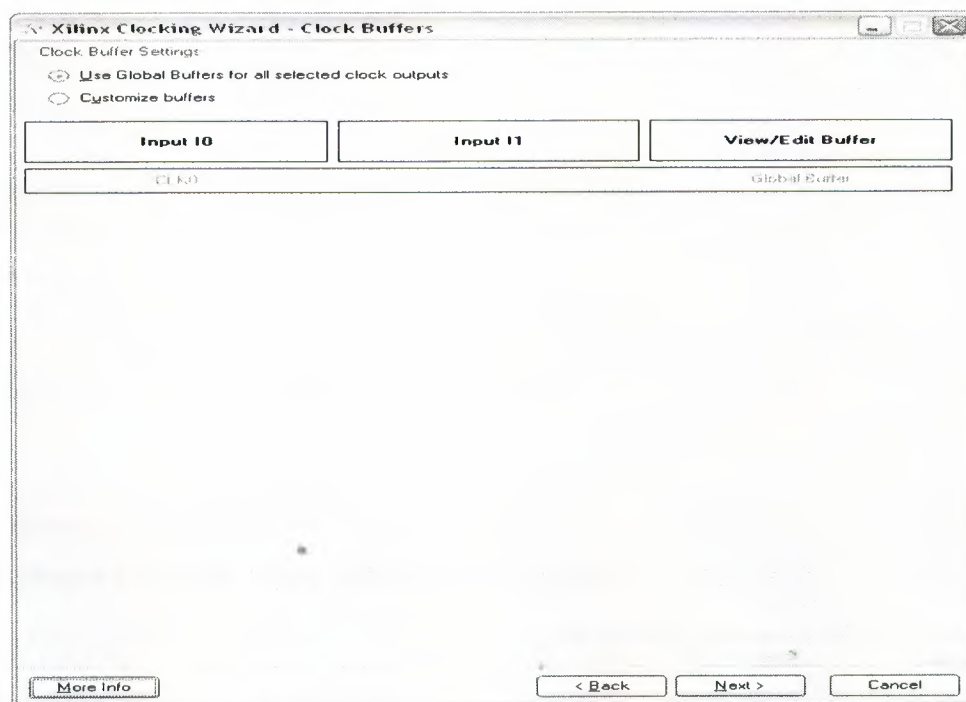 Xilinx Clocking Wizard - Clock Buffers
Clock Buffer Settings
Use Global Buffers for all selected clock outputs
Customize buffers
Input I0 Input I1 View/Edit Buffer
CLK0 Global Buffer
More Info < Back Next > Cancel